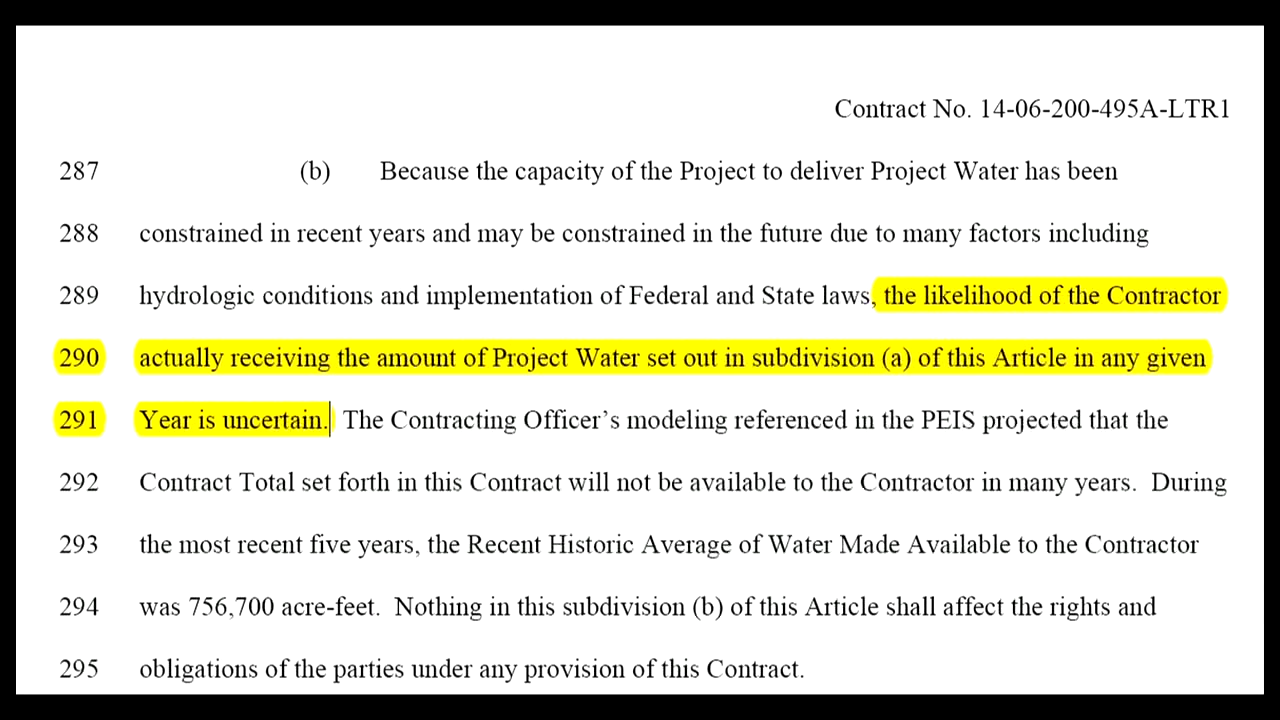 Contract No. 14-06-200-495A-LTR1
287 (b) Because the capacity of the Project to deliver Project Water has been
288 constrained in recent years and may be constrained in the future due to many factors including
289 hydrologic conditions and implementation of Federal and State laws, the likelihood of the Contractor
290 actually receiving the amount of Project Water set out in subdivision (a) of this Article in any given
291 Year is uncertain. The Contracting Officer's modeling referenced in the PEIS projected that the
292 Contract Total set forth in this Contract will not be available to the Contractor in many years. During
293 the most recent five years, the Recent Historic Average of Water Made Available to the Contractor
294 was 756,700 acre-feet. Nothing in this subdivision (b) of this Article shall affect the rights and
295 obligations of the parties under any provision of this Contract.